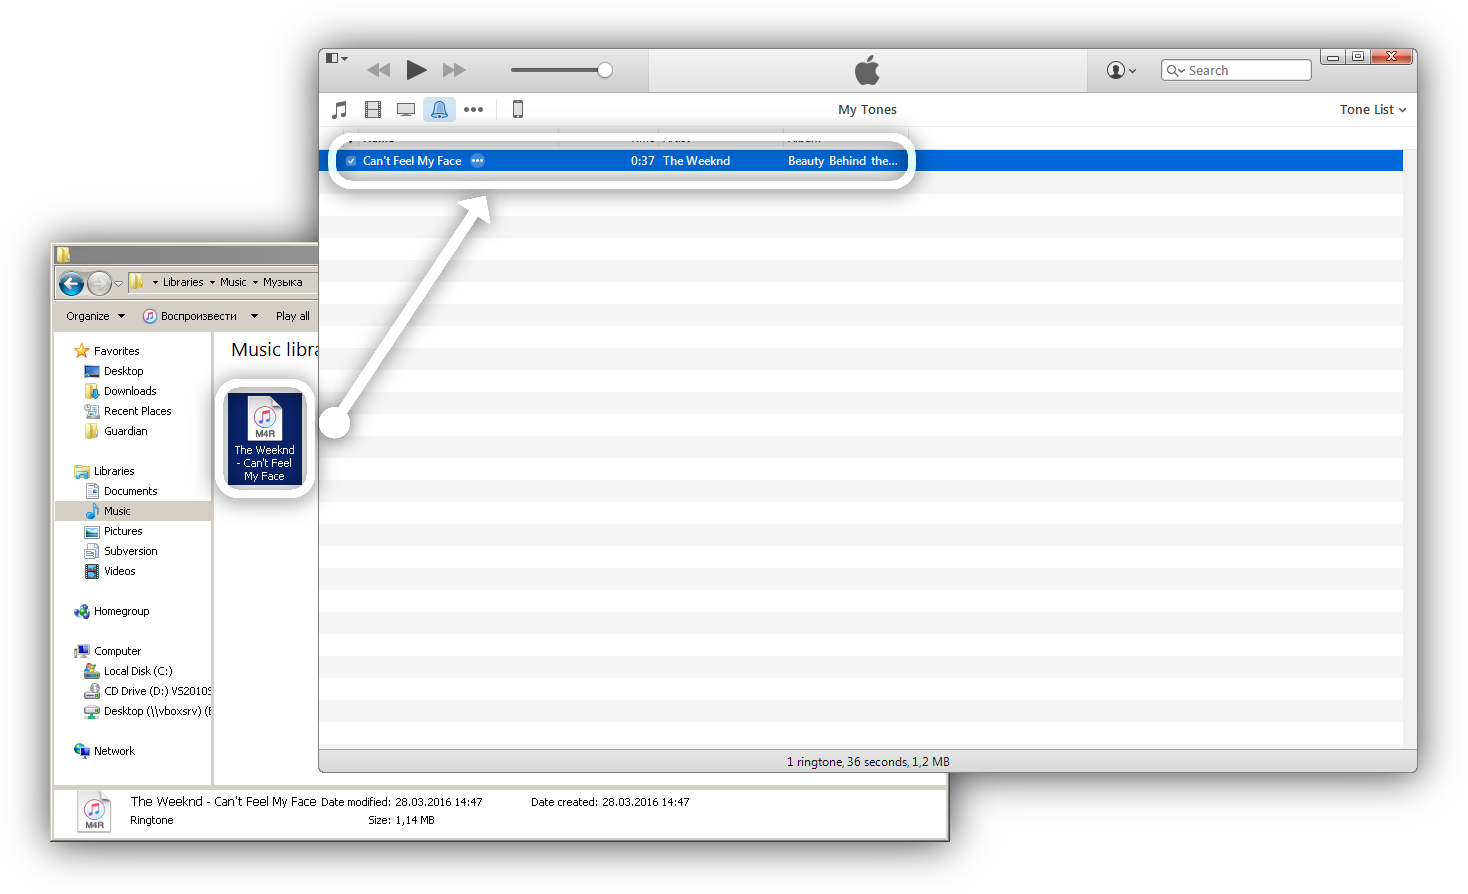 Search
My Tones
Tone List
Name Time Artist Album
Can't Feel My Face 0:37 The Weeknd Beauty Behind the...
1 ringtone, 36 seconds, 1,2 MB
Libraries Music Музыка
Organize Воспроизвести Play all
Favorites
Desktop
Downloads
Recent Places
Guardian
Libraries
Documents
Music
Pictures
Subversion
Videos
Homegroup
Computer
Local Disk (C:)
CD Drive (D:) VS2010S
Desktop (\\vboxsrv) (E
Network
Music libra
M4R
The Weeknd
- Can't Feel
My Face
M4R
The Weeknd - Can't Feel My Face Date modified: 28.03.2016 14:47 Date created: 28.03.2016 14:47
Ringtone Size: 1,14 MB